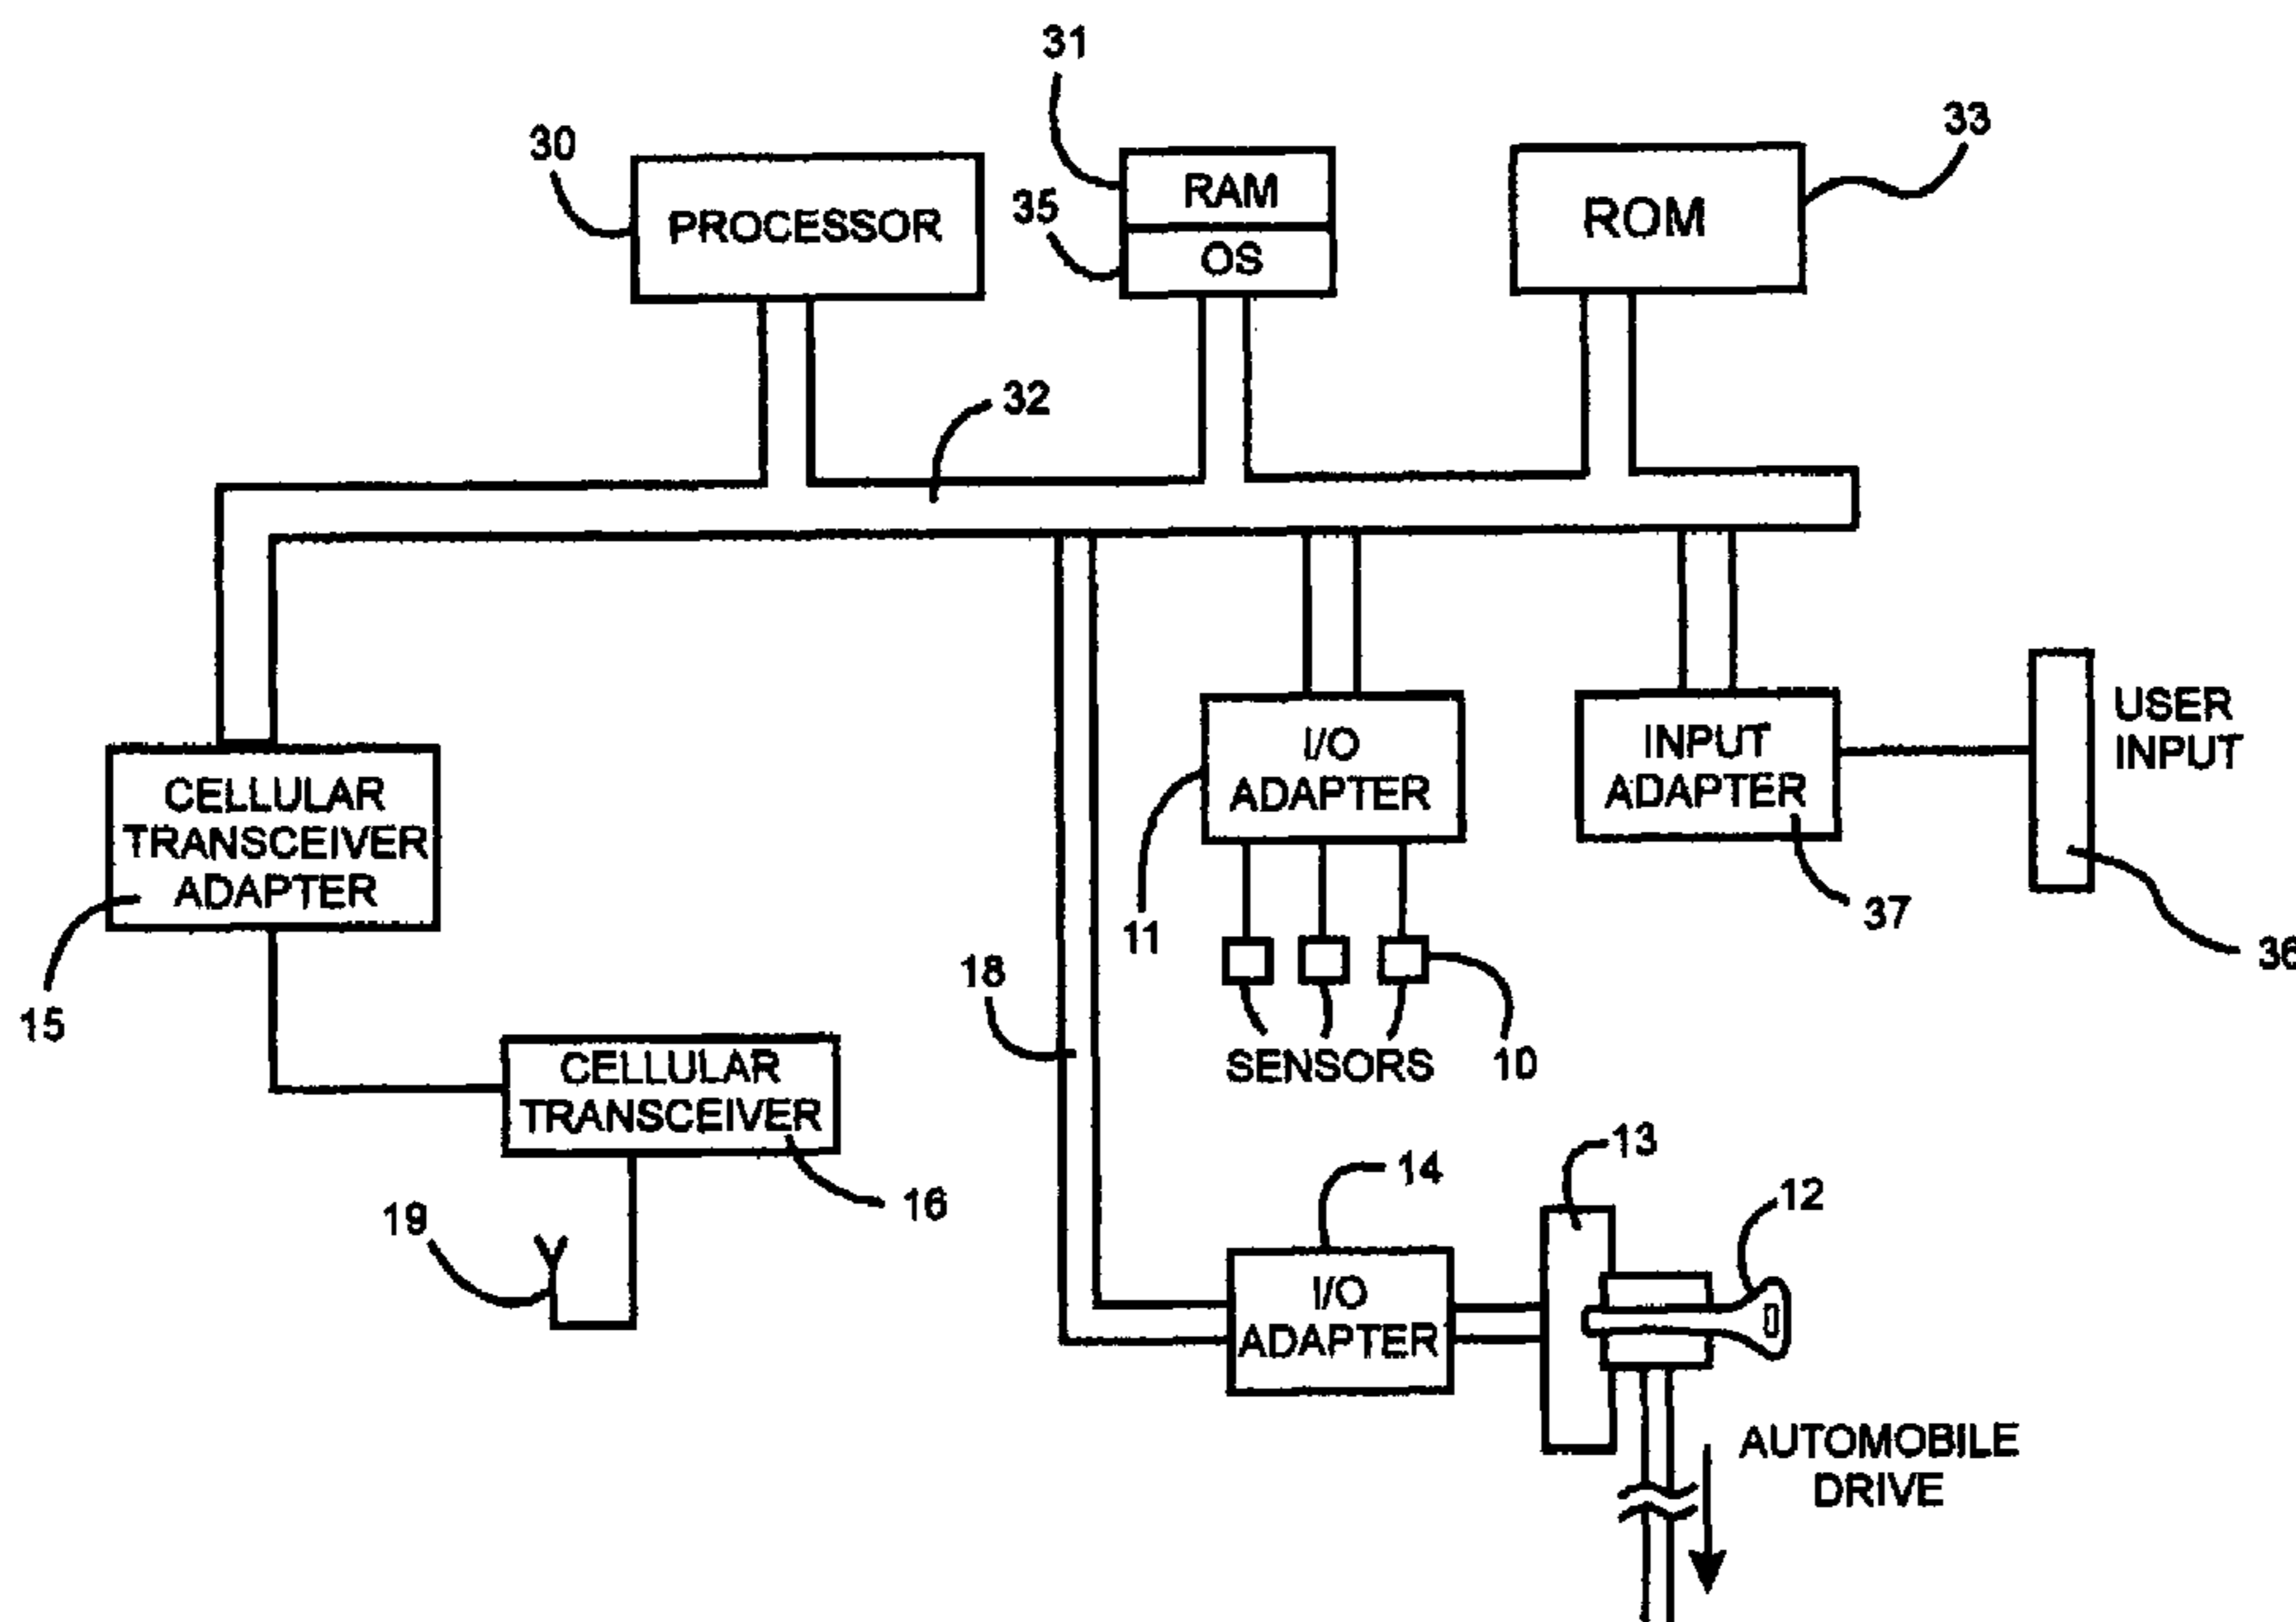 31
30
33
PROCESSOR
35
RAM
OS
ROM
32
CELLULAR
TRANSCEIVER
ADAPTER
15
I/O
ADAPTER
11
INPUT
ADAPTER
37
USER
INPUT
36
18
SENSORS
10
CELLULAR
TRANSCEIVER
16
19
14
13
12
I/O
ADAPTER
AUTOMOBILE
DRIVE